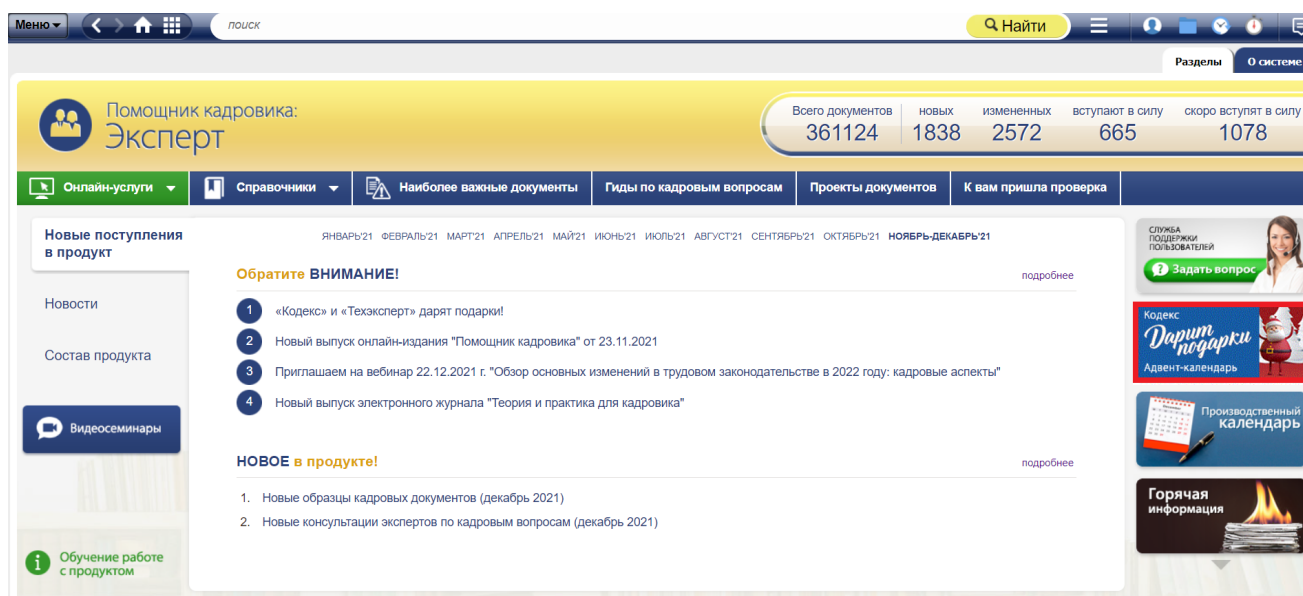 Меню
поиск
Найти
Разделы
О системе
Помощник кадровика:
Эксперт
Всего документов новых измененных вступают в силу скоро вступят в силу
361124 1838 2572 665 1078
Онлайн-услуги Справочники Наиболее важные документы Гиды по кадровым вопросам Проекты документов К вам пришла проверка
Новые поступления
в продукт
Новости
Состав продукта
Видеосеминары
Обучение работе
с продуктом
ЯНВАРЬ'21 ФЕВРАЛЬ'21 МАРТ'21 АПРЕЛЬ'21 МАЙ'21 ИЮНЬ'21 ИЮЛЬ'21 АВГУСТ'21 СЕНТЯБРЬ'21 ОКТЯБРЬ'21 НОЯБРЬ-ДЕКАБРЬ'21
Обратите ВНИМАНИЕ! подробнее
1 «Кодекс» и «Техэксперт» дарят подарки!
2 Новый выпуск онлайн-издания "Помощник кадровика" от 23.11.2021
3 Приглашаем на вебинар 22.12.2021 г. "Обзор основных изменений в трудовом законодательстве в 2022 году: кадровые аспекты"
4 Новый выпуск электронного журнала "Теория и практика для кадровика"
НОВОЕ в продукте! подробнее
1. Новые образцы кадровых документов (декабрь 2021)
2. Новые консультации экспертов по кадровым вопросам (декабрь 2021)
СЛУЖБА
ПОДДЕРЖКИ
ПОЛЬЗОВАТЕЛЕЙ
Задать вопрос
Кодекс
Дарит
подарки
Адвент-календарь
Производственный
календарь
Горячая
информация